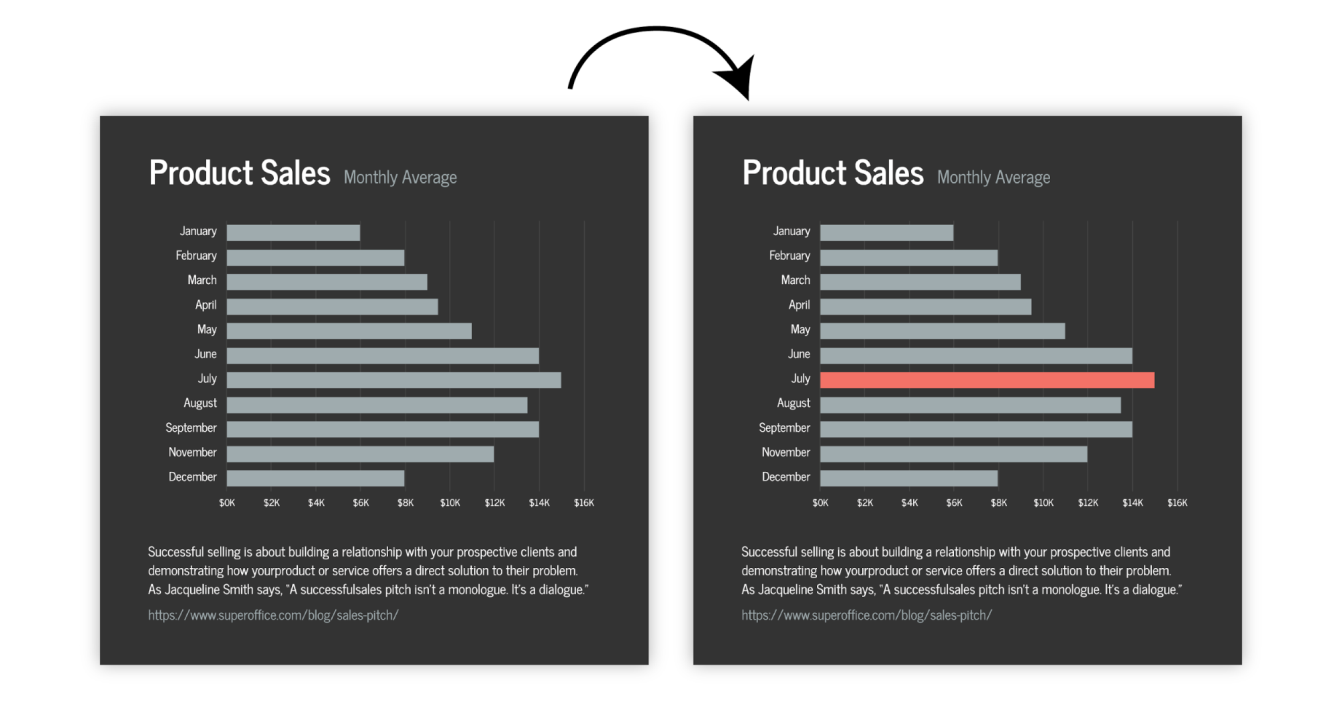 Product Sales Monthly Average
January
February
March
April
May
June
July
August
September
November
December
$0K $2K $4K $6K $8K $10K $12K $14K $16K
Successful selling is about building a relationship with your prospective clients and
demonstrating how yourproduct or service offers a direct solution to their problem.
As Jacqueline Smith says, "A successfulsales pitch isn't a monologue. It's a dialogue."
https://www.superoffice.com/blog/sales-pitch/
Product Sales Monthly Average
January
February
March
April
May
June
July
August
September
November
December
$0K $2K $4K $6K $8K $10K $12K $14K $16K
Successful selling is about building a relationship with your prospective clients and
demonstrating how yourproduct or service offers a direct solution to their problem.
As Jacqueline Smith says, "A successfulsales pitch isn't a monologue. It's a dialogue."
https://www.superoffice.com/blog/sales-pitch/